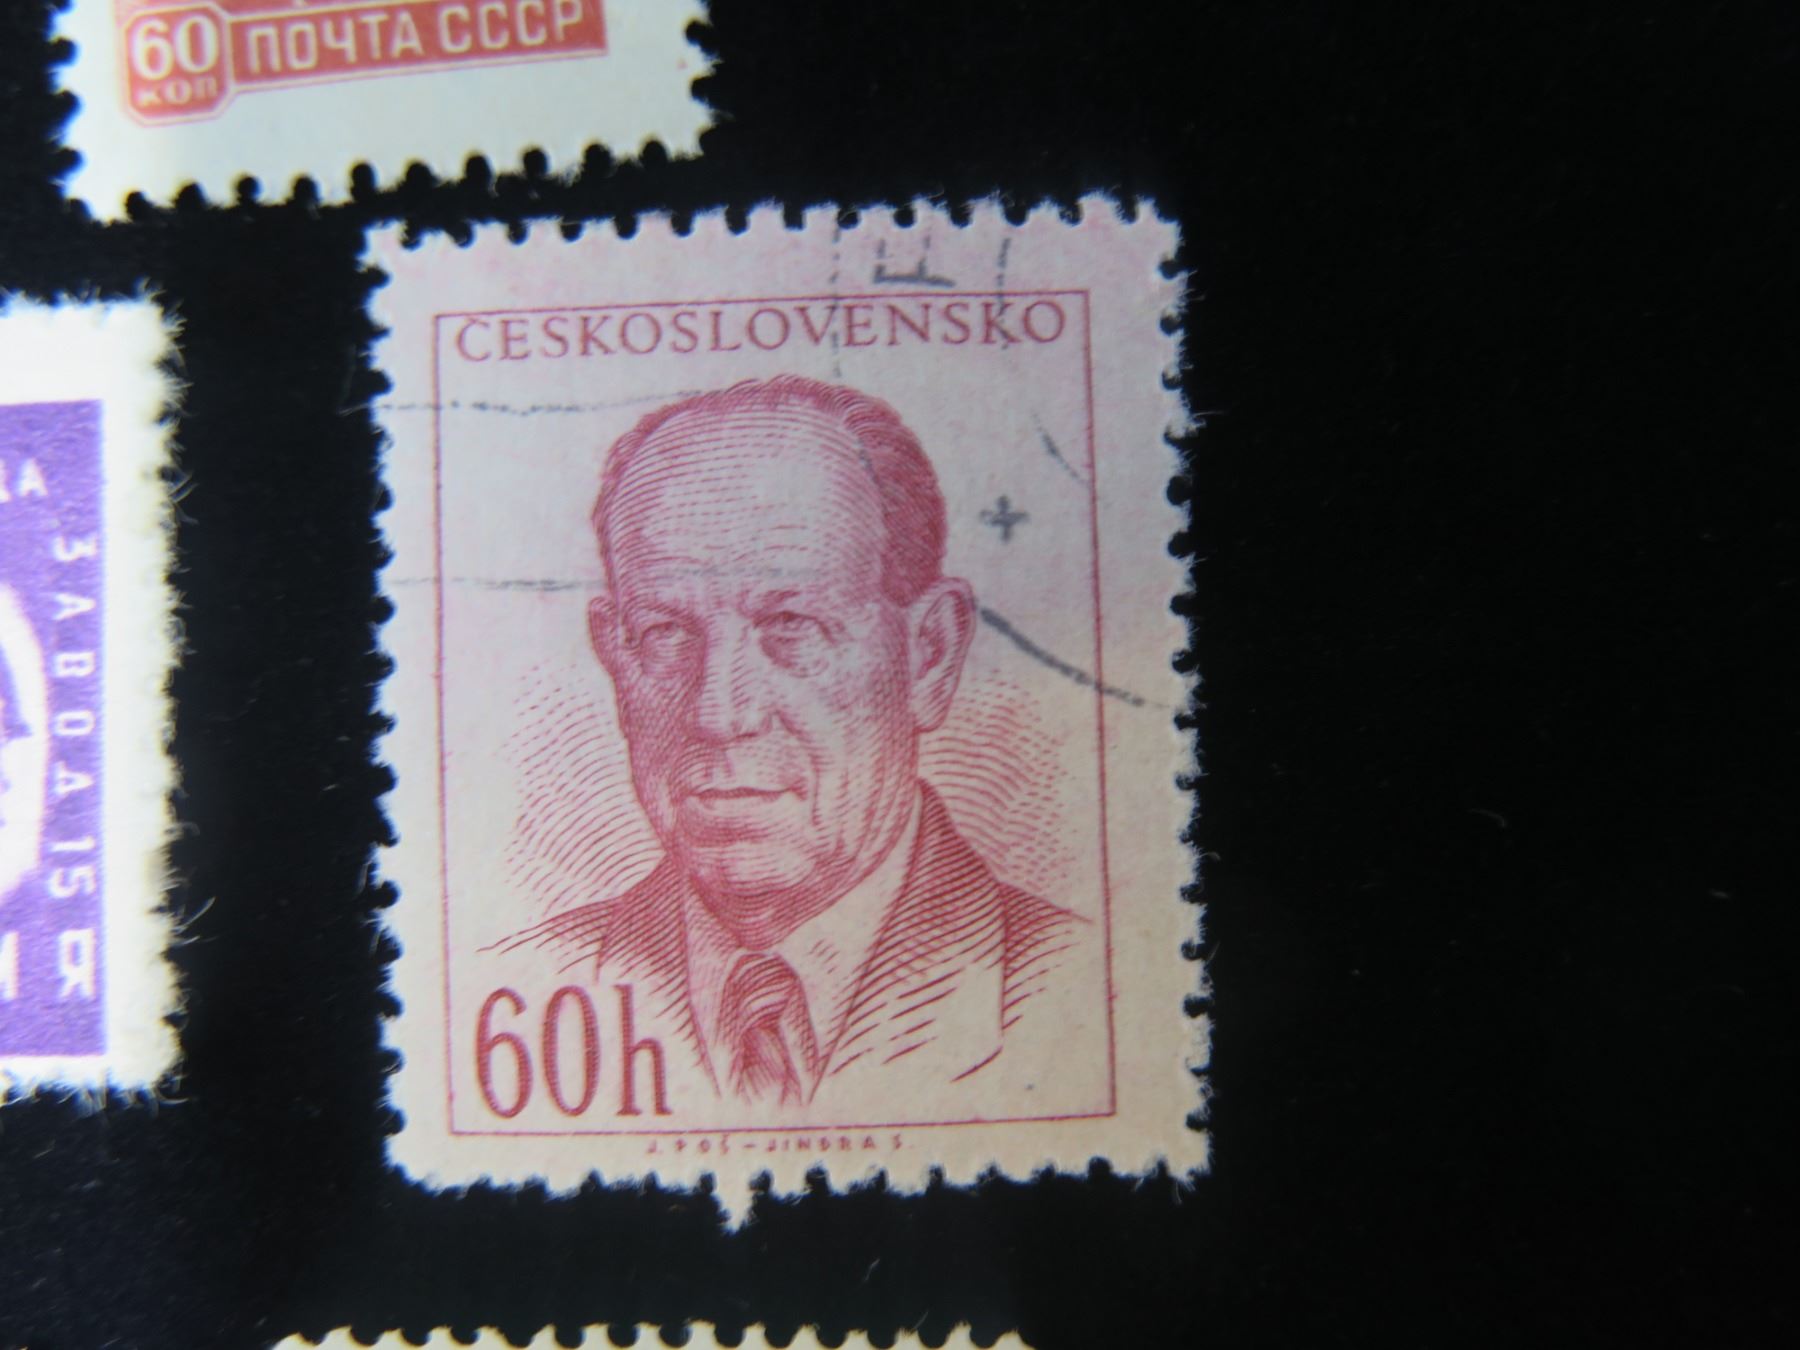 60 ПОЧТА СССР
коп
ČESKOSLOVENSKO
ЗАВОДА 15
60h
J. POŠ – JINDRA S.